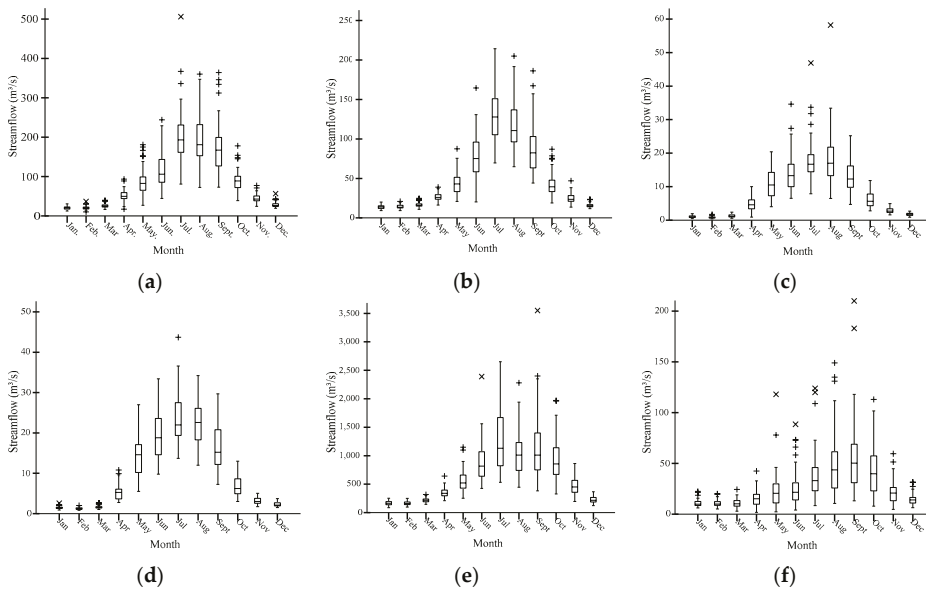 500
400
300
200
100
0
Streamflow (m³/s)
Jan. Feb. Mar Apr. May. Jun. Jul. Aug. Sept. Oct. Nov. Dec.
Month
(a)
250
200
150
100
50
0
Streamflow (m³/s)
Jan Feb Mar Apr May Jun Jul Aug Sept Oct Nov Dec
Month
(b)
60
50
40
30
20
10
0
Streamflow (m³/s)
Jan Feb Mar Apr May Jun Jul Aug Sep Oct Nov Dec
Month
(c)
50
40
30
20
10
0
Streamflow (m³/s)
Jan Feb Mar Apr May Jun Jul Aug Sept Oct Nov Dec
Month
(d)
3,500
3,000
2,500
2,000
1,500
1,000
500
0
Streamflow (m³/s)
Jan Feb Mar Apr May Jun Jul Aug Sept Oct Nov Dec
Month
(e)
200
150
100
50
0
Streamflow (m³/s)
Jan Feb Mar Apr May Jun Jul Aug Sept Oct Nov Dec
Month
(f)